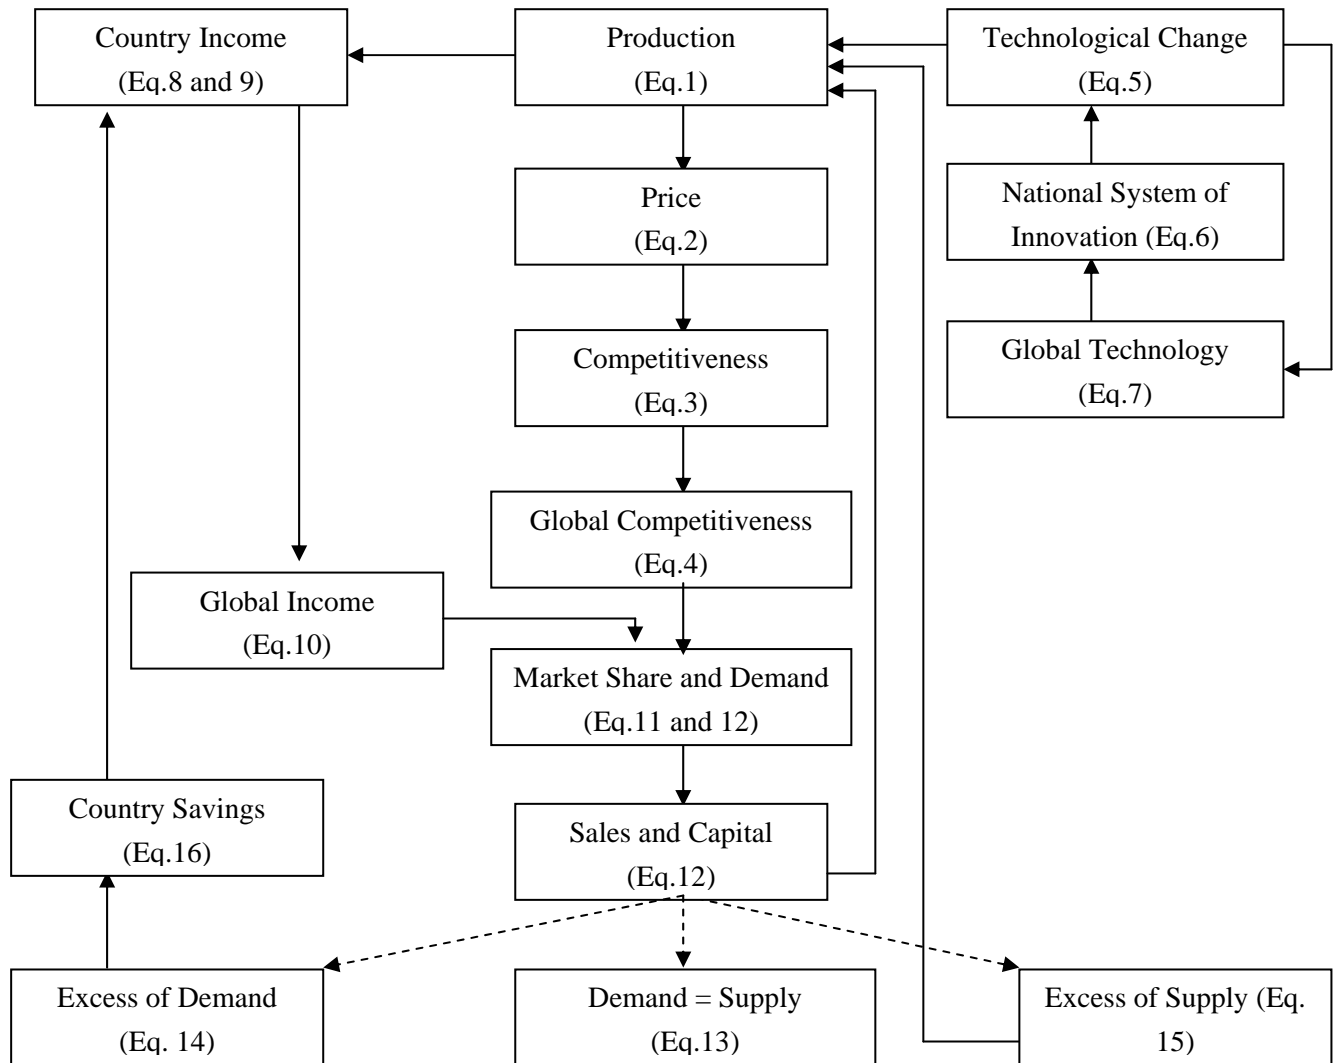 Country Income
(Eq.8 and 9)
Production
(Eq.1)
Technological Change
(Eq.5)
Price
(Eq.2)
National System of
Innovation (Eq.6)
Competitiveness
(Eq.3)
Global Technology
(Eq.7)
Global Competitiveness
(Eq.4)
Global Income
(Eq.10)
Market Share and Demand
(Eq.11 and 12)
Country Savings
(Eq.16)
Sales and Capital
(Eq.12)
Excess of Demand
(Eq. 14)
Demand = Supply
(Eq.13)
Excess of Supply (Eq.
15)